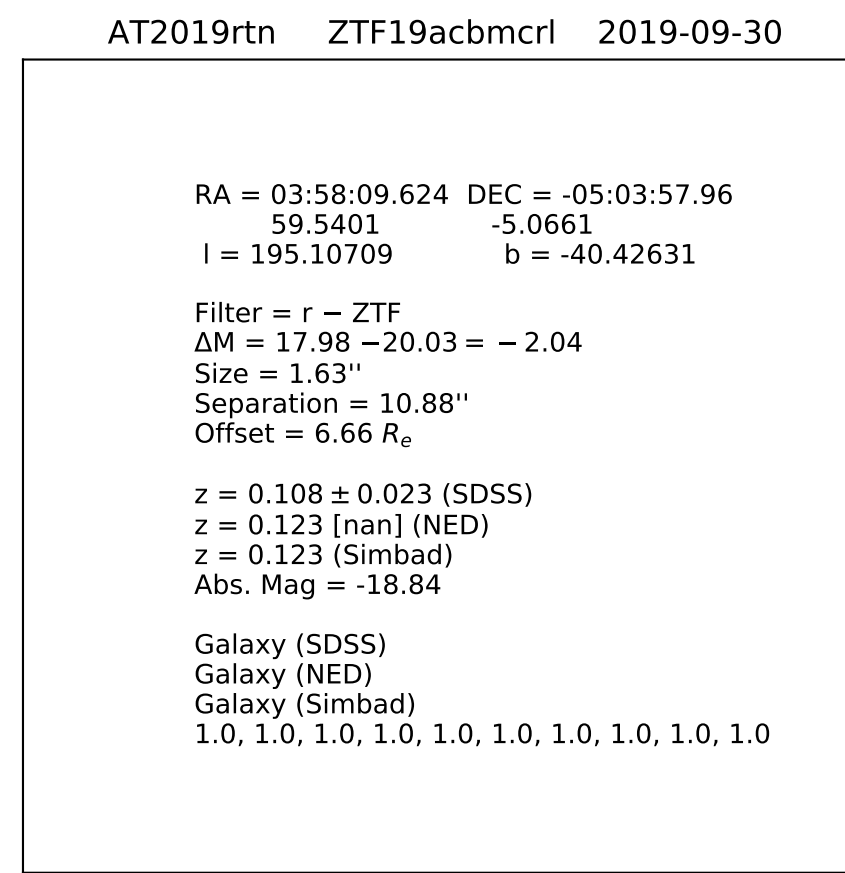 AT2019rtn ZTF19acbmcrl 2019-09-30
RA = 03:58:09.624 DEC = -05:03:57.96
59.5401 -5.0661
l = 195.10709 b = -40.42631
Filter = r − ZTF
ΔM = 17.98 −20.03 = − 2.04
Size = 1.63''
Separation = 10.88''
Offset = 6.66 Rₑ
z = 0.108 ± 0.023 (SDSS)
z = 0.123 [nan] (NED)
z = 0.123 (Simbad)
Abs. Mag = -18.84
Galaxy (SDSS)
Galaxy (NED)
Galaxy (Simbad)
1.0, 1.0, 1.0, 1.0, 1.0, 1.0, 1.0, 1.0, 1.0, 1.0